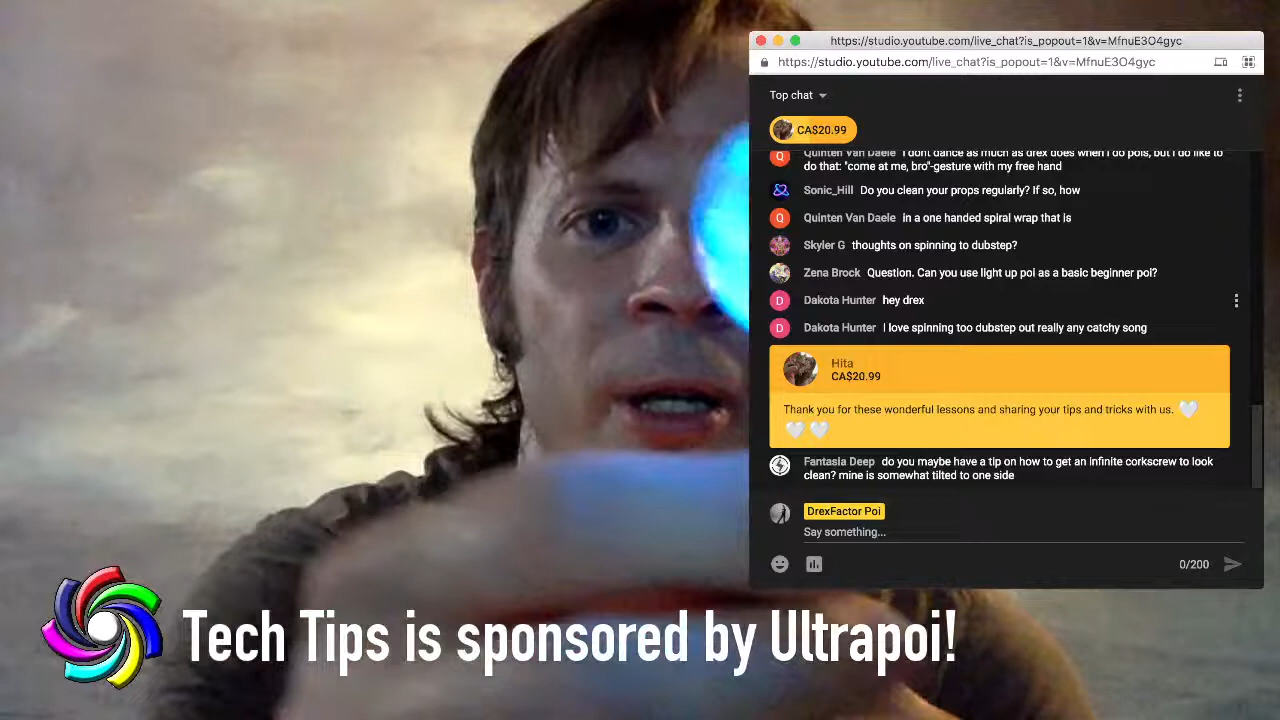 https://studio.youtube.com/live_chat?is_popout=1&v=MfnuE3O4gyc
https://studio.youtube.com/live_chat?is_popout=1&v=MfnuE3O4gyc
Top chat
CA$20.99
Quinten Van Daele I dont dance as much as drex does when I do pois, but I do like to
do that: "come at me, bro"-gesture with my free hand
Sonic_Hill Do you clean your props regularly? If so, how
Q Quinten Van Daele in a one handed spiral wrap that is
Skyler G thoughts on spinning to dubstep?
Zena Brock Question. Can you use light up poi as a basic beginner poi?
D Dakota Hunter hey drex
D Dakota Hunter I love spinning too dubstep out really any catchy song
Hita
CA$20.99
Thank you for these wonderful lessons and sharing your tips and tricks with us.
Fantasia Deep do you maybe have a tip on how to get an infinite corkscrew to look
clean? mine is somewhat tilted to one side
DrexFactor Poi
Say something...
0/200
Tech Tips is sponsored by Ultrapoi!